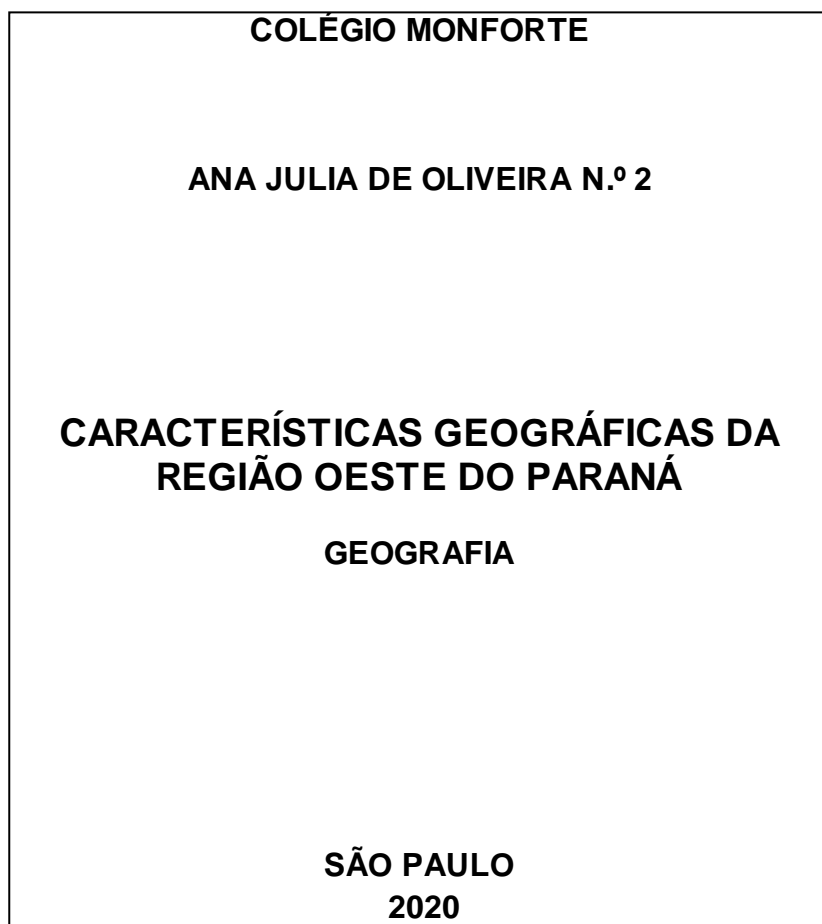 COLÉGIO MONFORTE
ANA JULIA DE OLIVEIRA N.º 2
CARACTERÍSTICAS GEOGRÁFICAS DA
REGIÃO OESTE DO PARANÁ
GEOGRAFIA
SÃO PAULO
2020